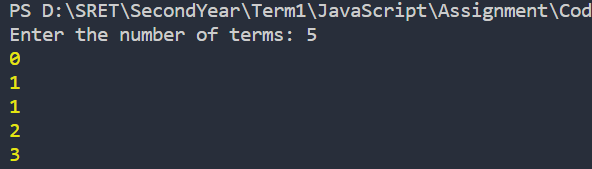 PS D:\SRET\SecondYear\Term1\JavaScript\Assignment\Cod
Enter the number of terms: 5
0
1
1
2
3